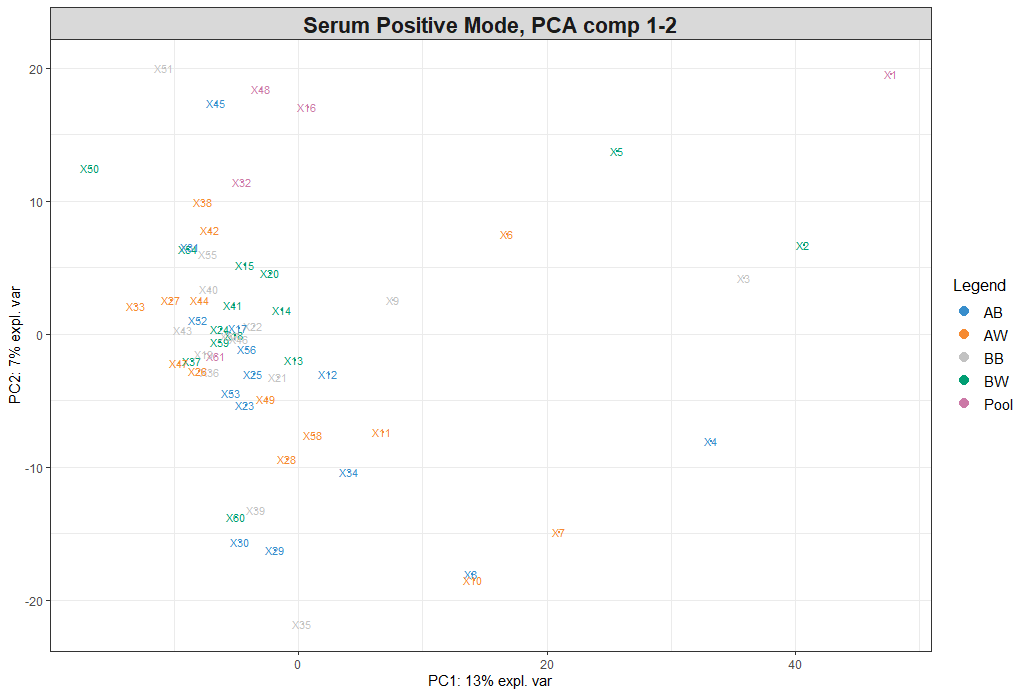 Serum Positive Mode, PCA comp 1-2
X51
X1
X48
X45
X16
X5
X50
X32
X38
X42
X6
X2
X55
X15
X20
X3
X40
X33
X27
X44
X9
X41
X14
X52
X43
X24
X17
X22
X59
X56
X37
X13
X26
X36
X25
X21
X12
X53
X23
X49
X58
X11
X4
X28
X34
X39
X60
X30
X29
X7
X10
X35
20
10
0
-10
-20
0
20
40
PC1: 13% expl. var
PC2: 7% expl. var
Legend
AB
AW
BB
BW
Pool